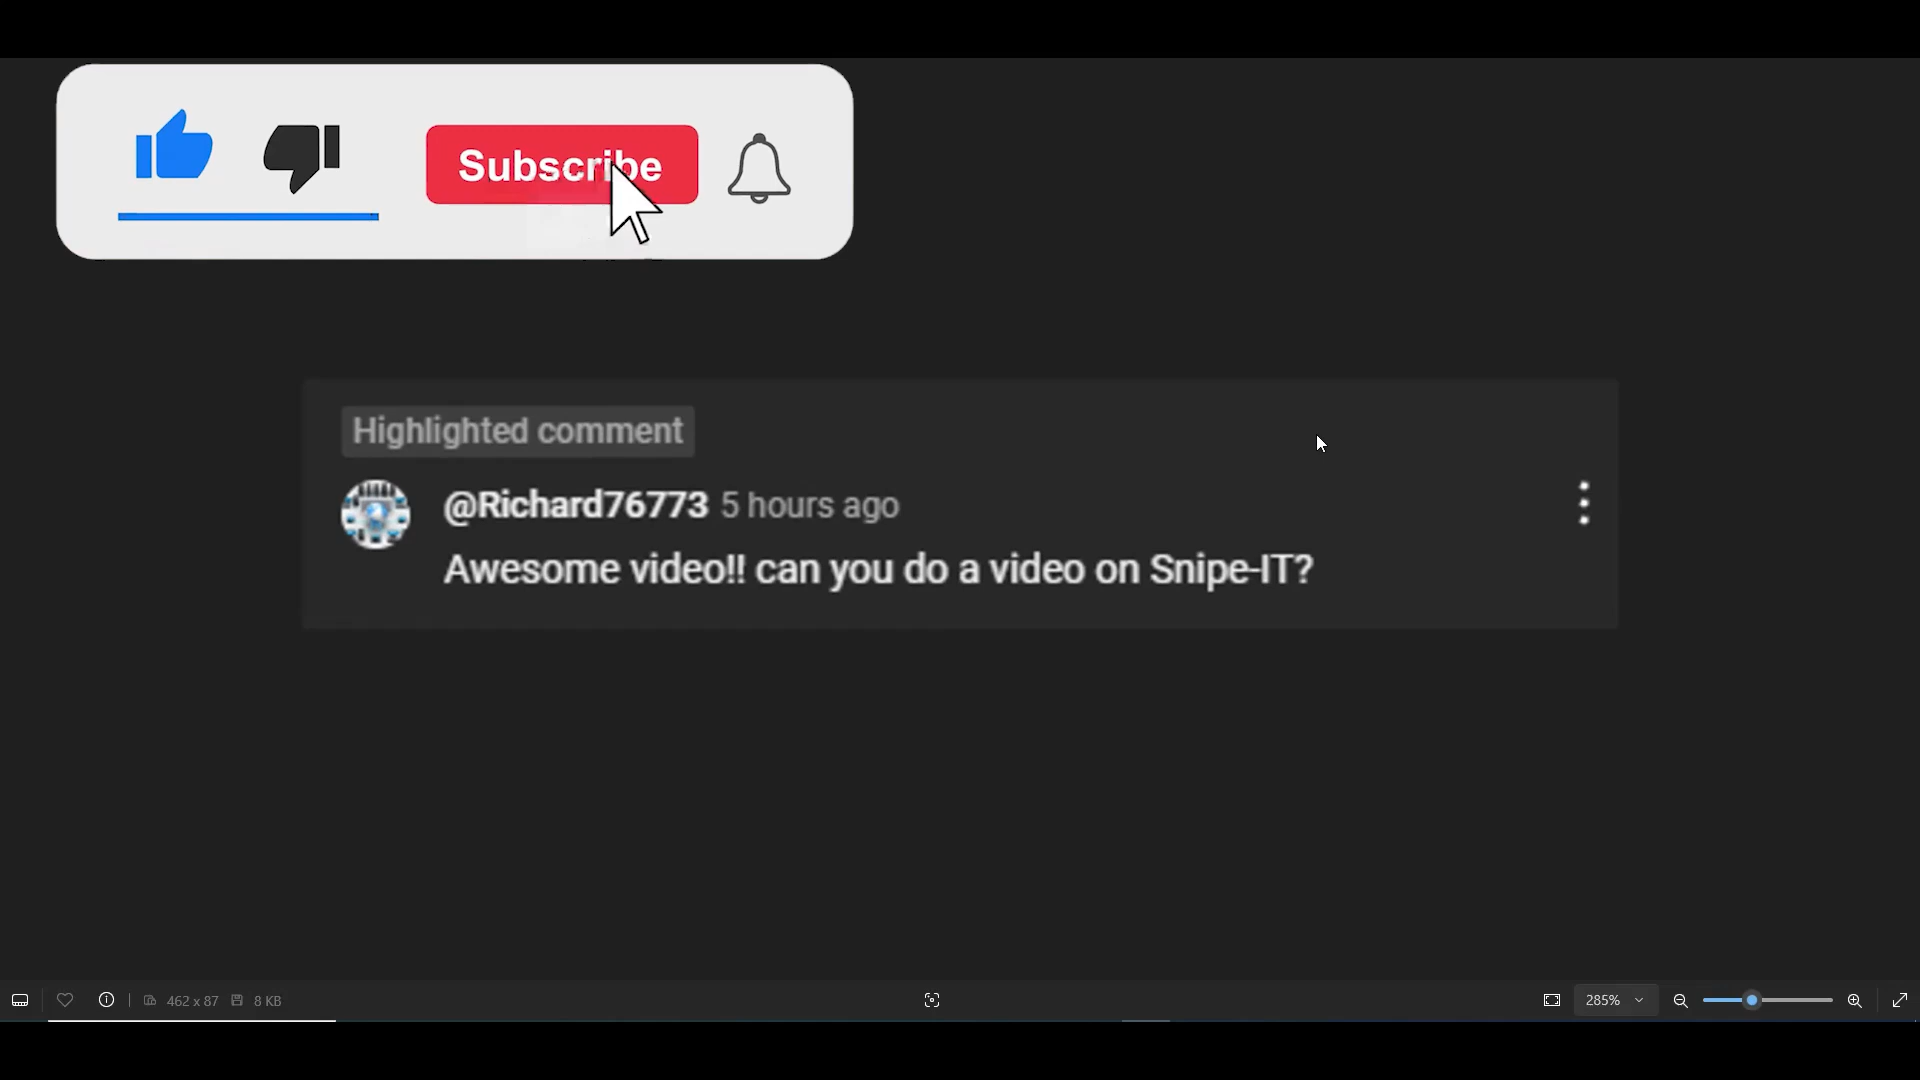 Subscribe
Highlighted comment
@Richard76773 5 hours ago
Awesome video!! can you do a video on Snipe-IT?
462 x 87 8 KB
285%